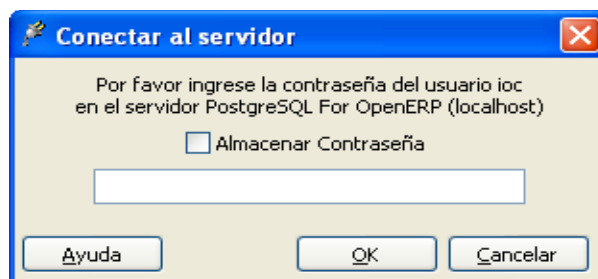 Conectar al servidor
Por favor ingrese la contraseña del usuario ioc
en el servidor PostgreSQL For OpenERP (localhost)
Almacenar Contraseña
Ayuda
OK
Cancelar